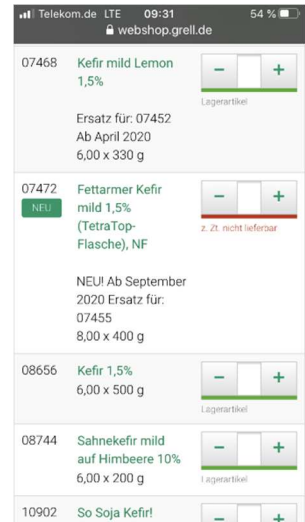 Telekom.de LTE 09:31 54 %
webshop.grell.de
07468 Kefir mild Lemon
1,5%
Lagerartikel
Ersatz für: 07452
Ab April 2020
6,00 x 330 g
07472 Fettarmer Kefir
NEU mild 1,5%
(TetraTop-
Flasche), NF
z. Zt. nicht lieferbar
NEU! Ab September
2020 Ersatz für:
07455
8,00 x 400 g
08656 Kefir 1,5%
6,00 x 500 g
Lagerartikel
08744 Sahnekefir mild
auf Himbeere 10%
6,00 x 200 g
Lagerartikel
10902 So Soja Kefir!